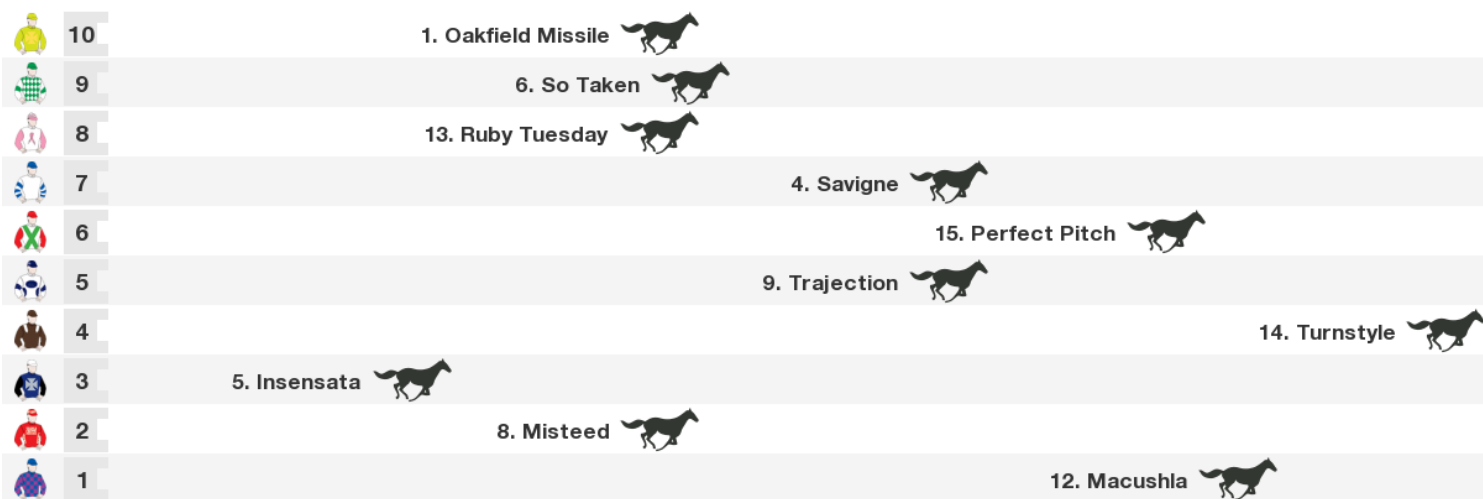 10 1. Oakfield Missile
9 6. So Taken
8 13. Ruby Tuesday
7 4. Savigne
6 15. Perfect Pitch
5 9. Trajection
4 14. Turnstyle
3 5. Insensata
2 8. Misteed
1 12. Macushla